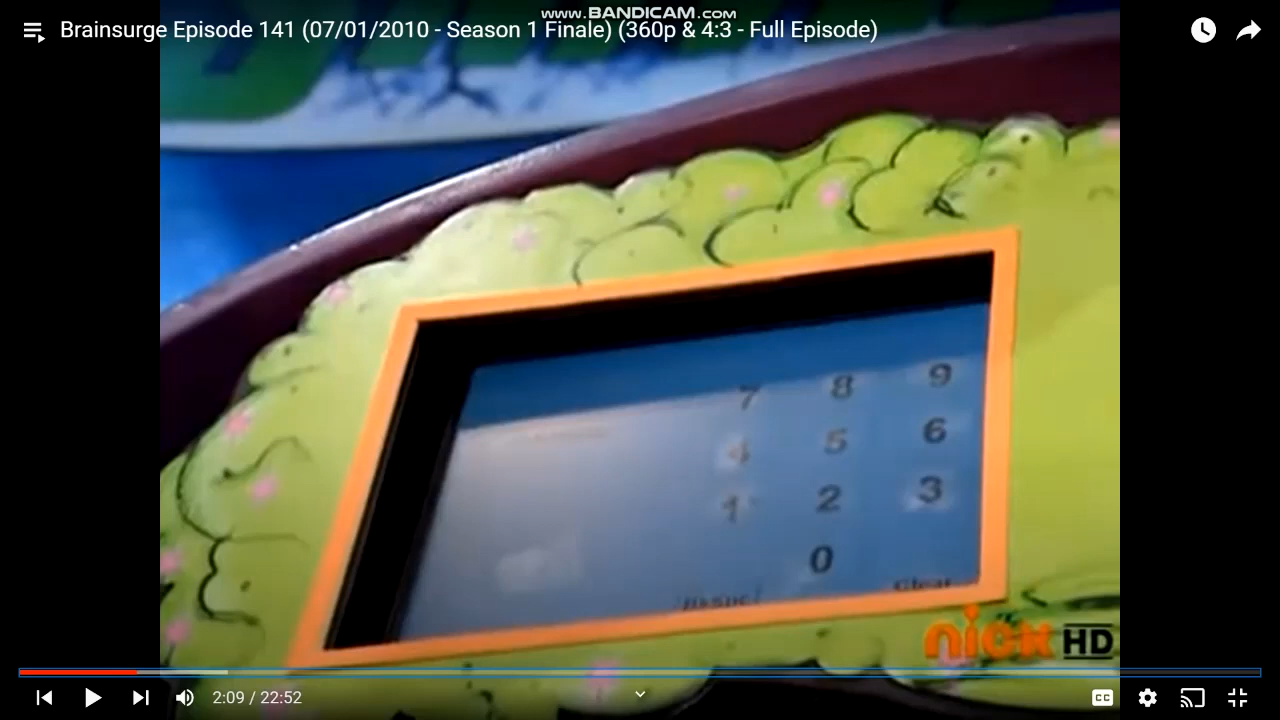 www.BANDICAM.com
Brainsurge Episode 141 (07/01/2010 - Season 1 Finale) (360p & 4:3 - Full Episode)
7 8 9
4 5 6
1 2 3
0
Clear
nick HD
2:09 / 22:52
CC